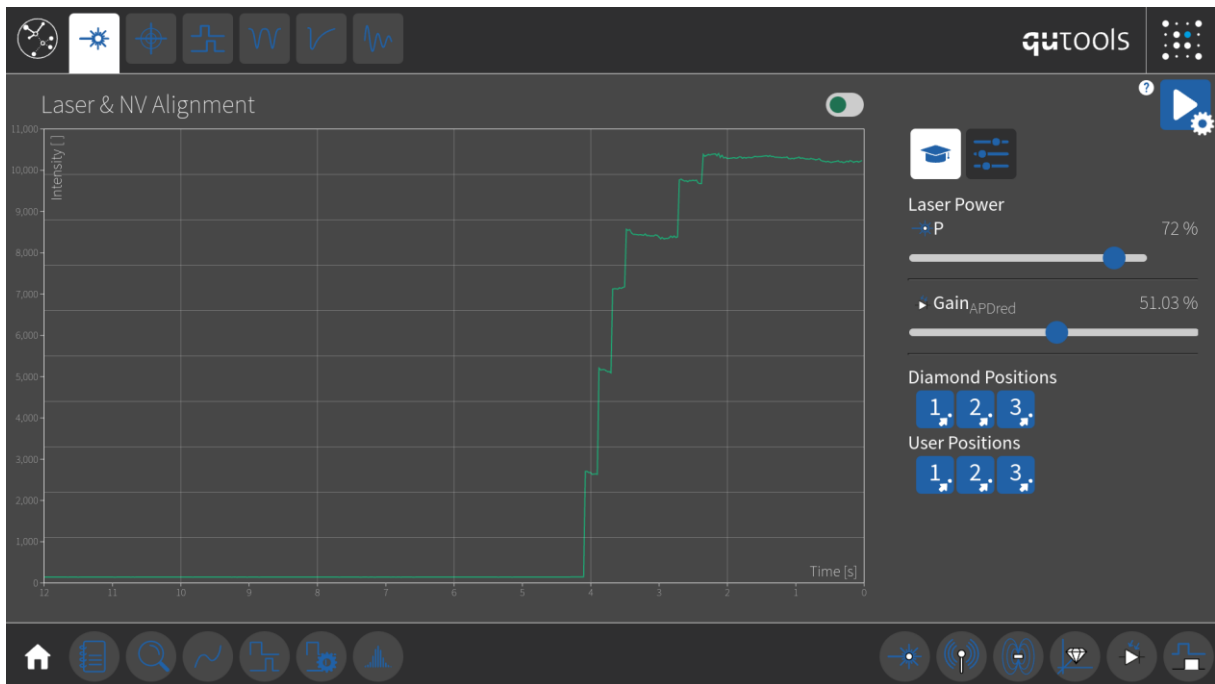 qutools
Laser & NV Alignment
?
Intensity [ ]
11,000
10,000
9,000
8,000
7,000
6,000
5,000
4,000
3,000
2,000
1,000
0
Time [s]
12 11 10 9 8 7 6 5 4 3 2 1 0
Laser Power
P 72 %
Gain APDred 51.03 %
Diamond Positions
1 2 3
User Positions
1 2 3